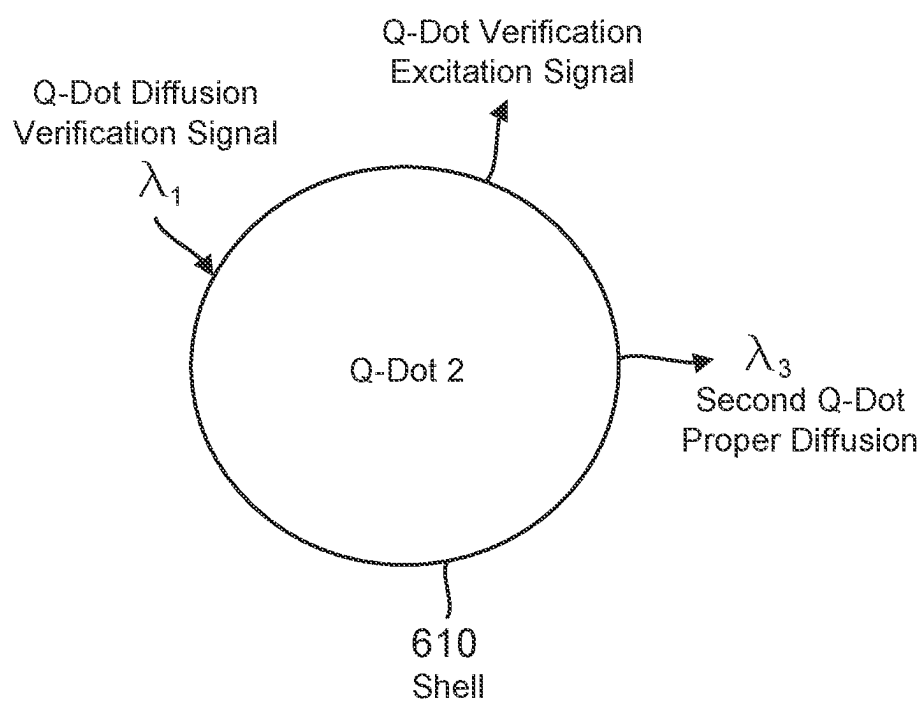 Q-Dot Verification
Excitation Signal
Q-Dot Diffusion
Verification Signal
λ₁
Q-Dot 2
λ₃
Second Q-Dot
Proper Diffusion
610
Shell